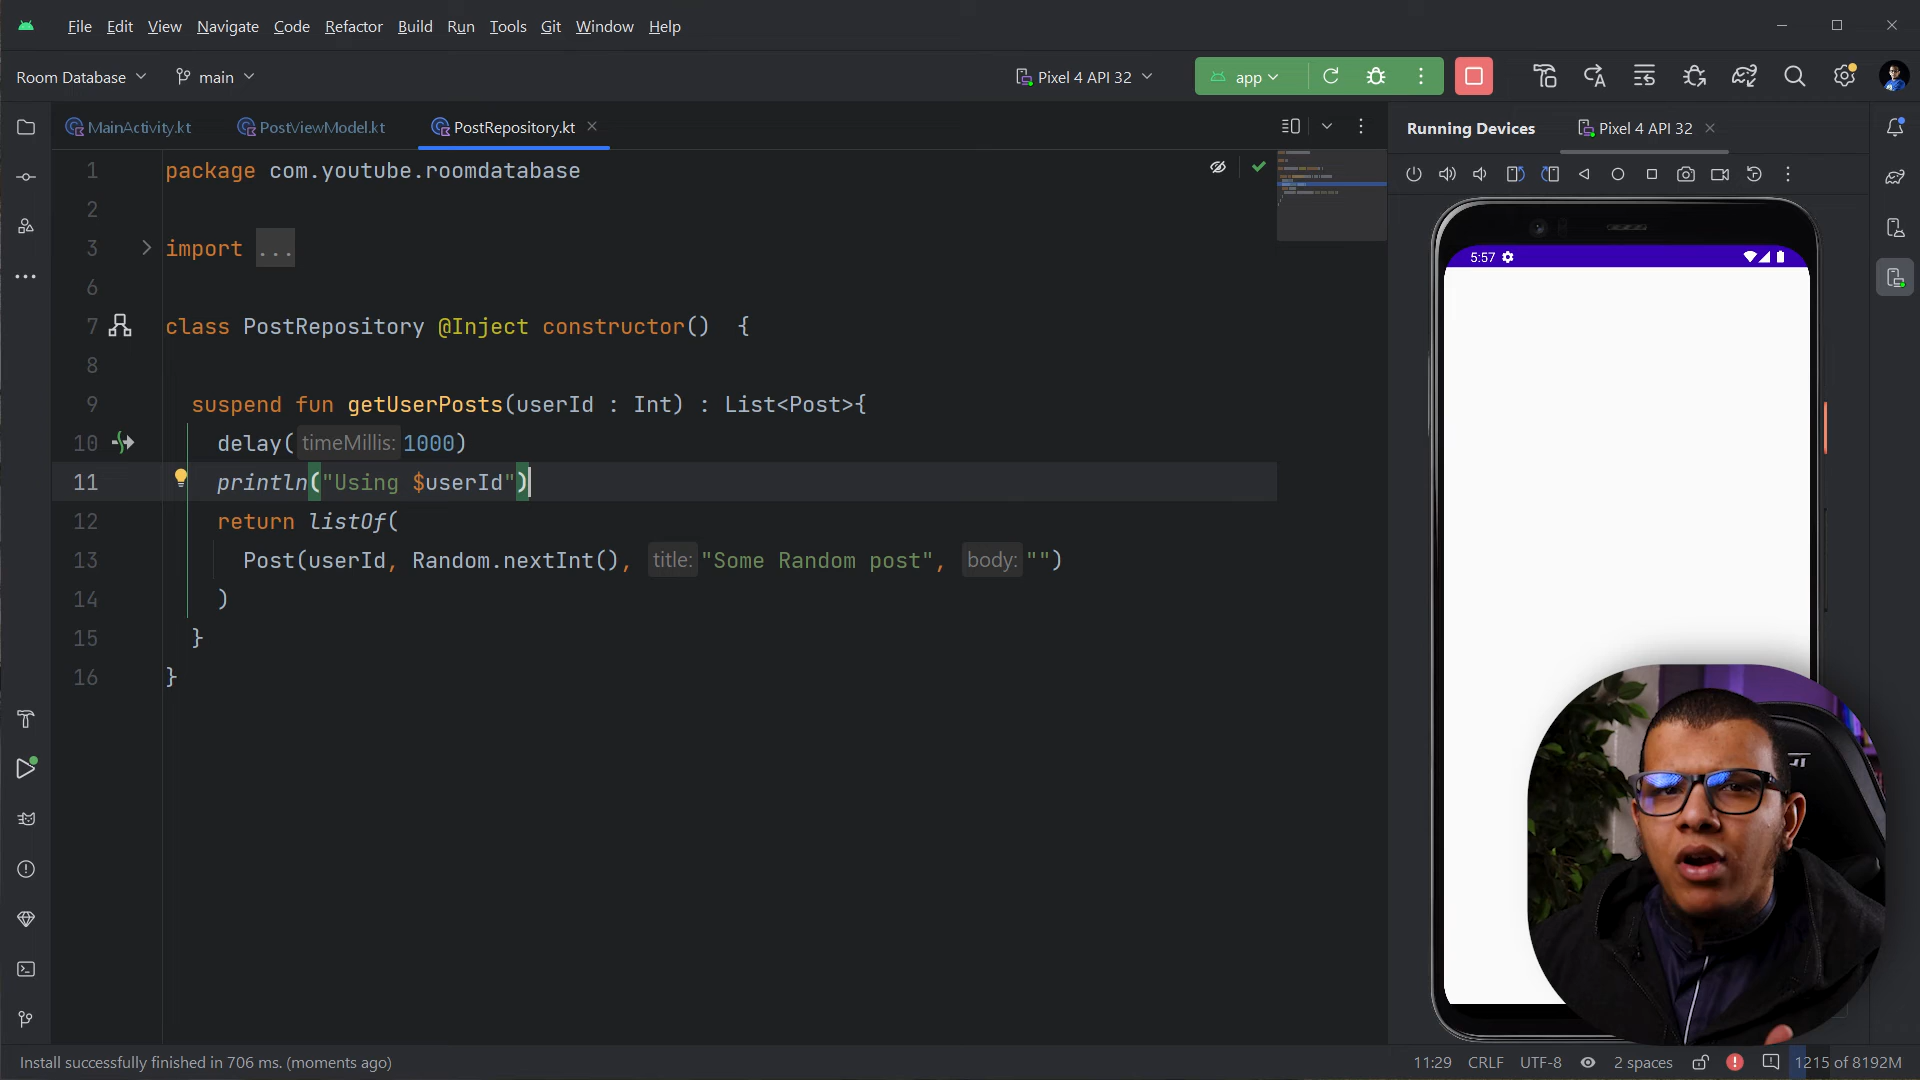 File Edit View Navigate Code Refactor Build Run Tools Git Window Help
Room Database main Pixel 4 API 32 app
MainActivity.kt PostViewModel.kt PostRepository.kt Running Devices Pixel 4 API 32
1 package com.youtube.roomdatabase
2
3 import ...
6
7 class PostRepository @Inject constructor() {
8
9 suspend fun getUserPosts(userId : Int) : List<Post>{
10 delay( timeMillis: 1000)
11 println("Using $userId")
12 return listOf(
13 Post(userId, Random.nextInt(), title: "Some Random post", body: "")
14 )
15 }
16 }
5:57
Install successfully finished in 706 ms. (moments ago) 11:29 CRLF UTF-8 2 spaces 1215 of 8192M